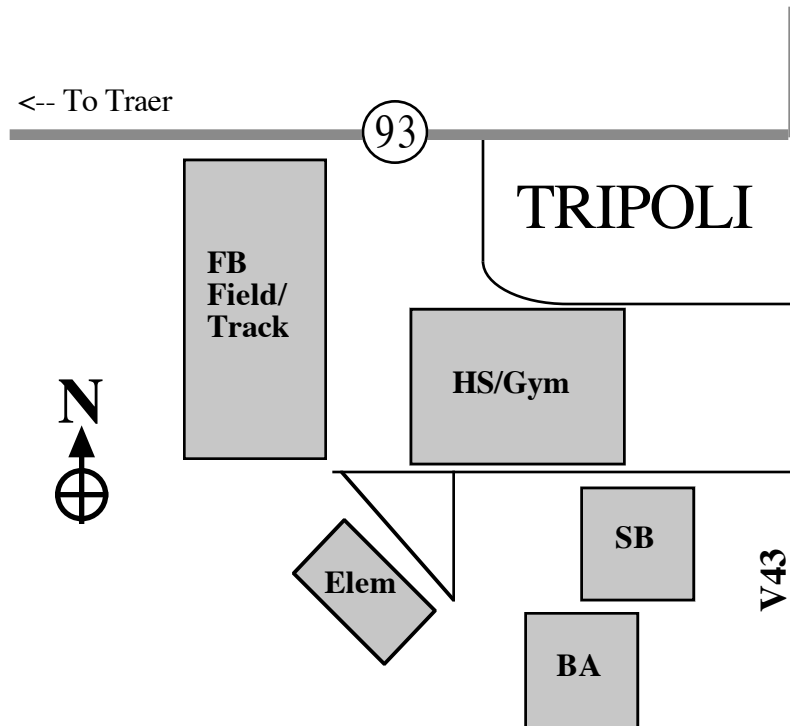 <-- To Traer
93
TRIPOLI
FB
Field/
Track
HS/Gym
N
SB
V43
Elem
BA